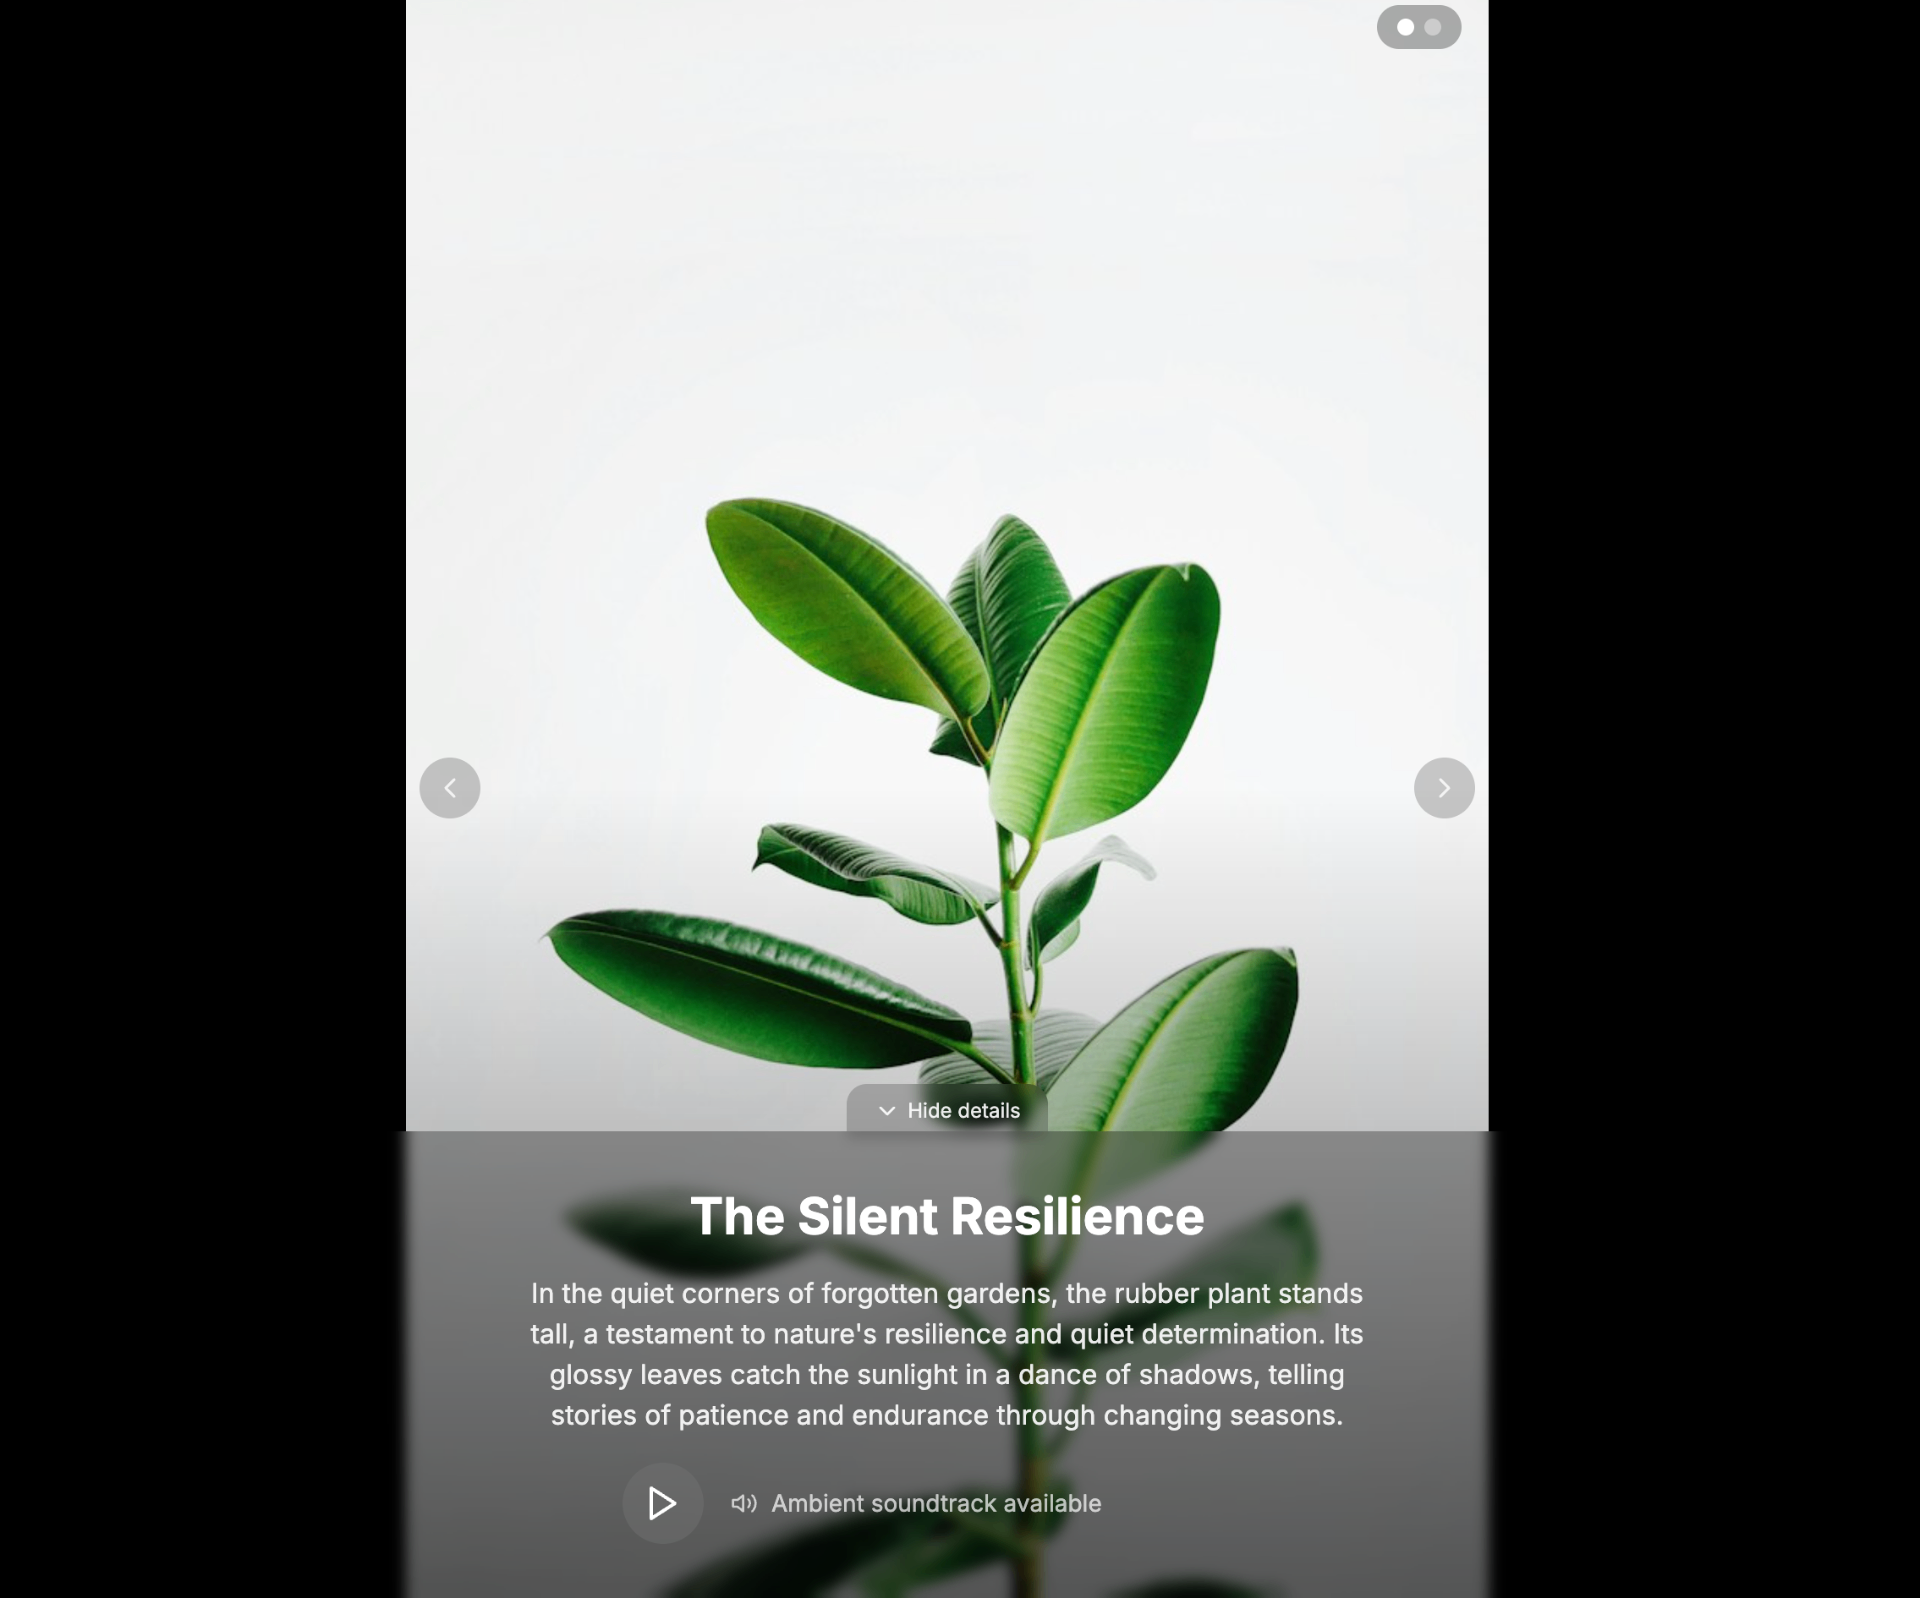 Hide details
The Silent Resilience
In the quiet corners of forgotten gardens, the rubber plant stands
tall, a testament to nature's resilience and quiet determination. Its
glossy leaves catch the sunlight in a dance of shadows, telling
stories of patience and endurance through changing seasons.
Ambient soundtrack available